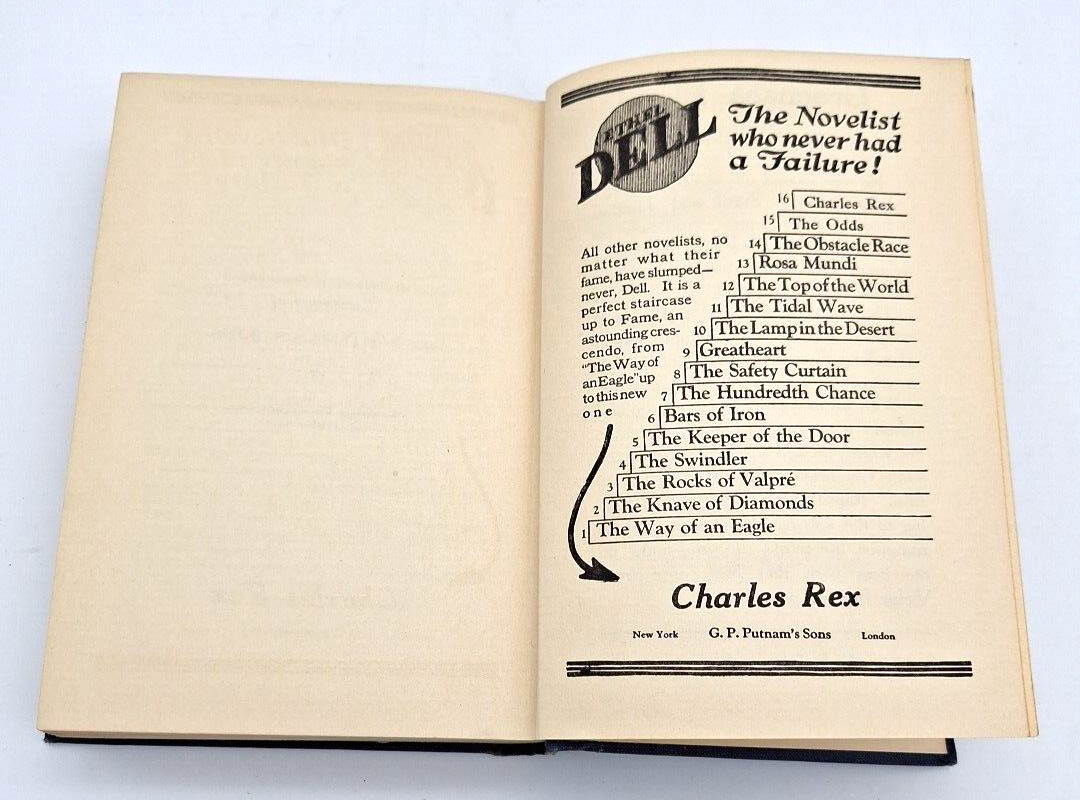 ETHEL
DELL
The Novelist
who never had
a Failure!
All other novelists, no
matter what their
fame, have slumped—
never, Dell. It is a
perfect staircase
up to Fame, an
astounding cres-
cendo, from
"The Way of
an Eagle" up
to this new
one
16 Charles Rex
15 The Odds
14 The Obstacle Race
13 Rosa Mundi
12 The Top of the World
11 The Tidal Wave
10 The Lamp in the Desert
9 Greatheart
8 The Safety Curtain
7 The Hundredth Chance
6 Bars of Iron
5 The Keeper of the Door
4 The Swindler
3 The Rocks of Valpré
2 The Knave of Diamonds
1 The Way of an Eagle
Charles Rex
New York G. P. Putnam's Sons London